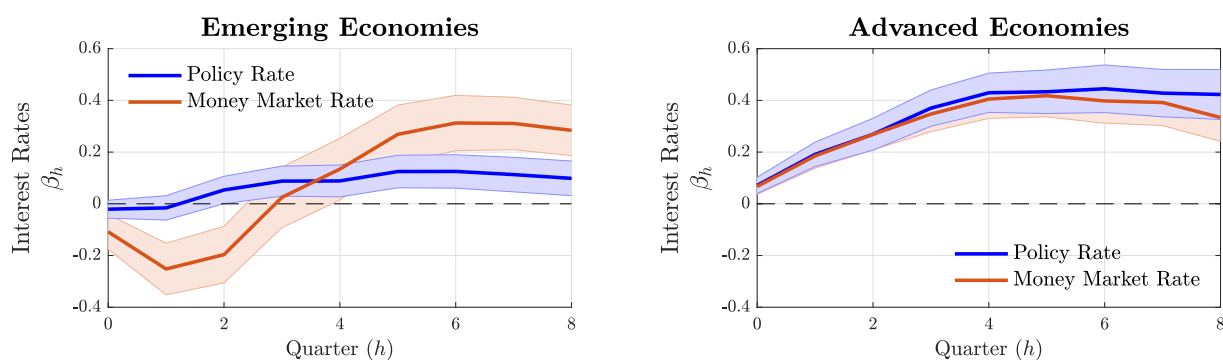 Emerging Economies
Interest Rates
β_h
0.6
0.4
0.2
0
-0.2
-0.4
Policy Rate
Money Market Rate
0
2
4
6
8
Quarter (h)
Advanced Economies
Interest Rates
β_h
0.6
0.4
0.2
0
-0.2
-0.4
Policy Rate
Money Market Rate
0
2
4
6
8
Quarter (h)